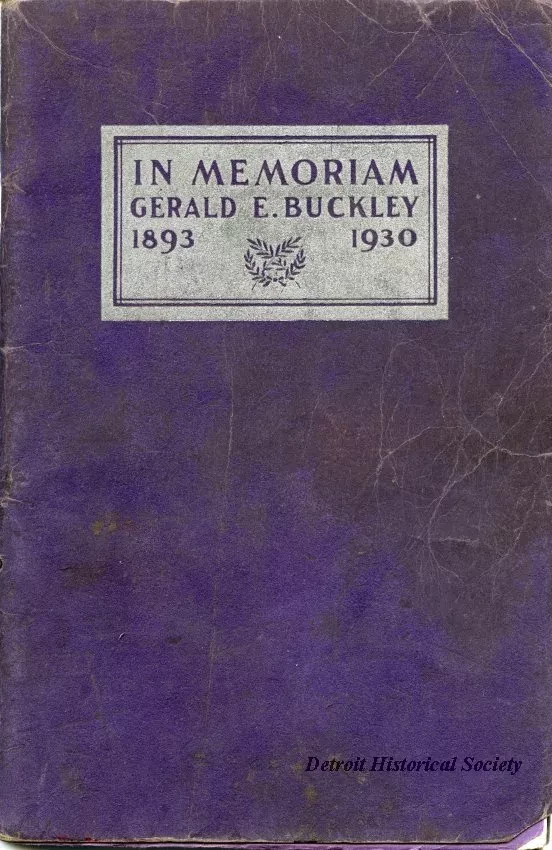 IN MEMORIAM
GERALD E. BUCKLEY
1893 1930
Detroit Historical Society